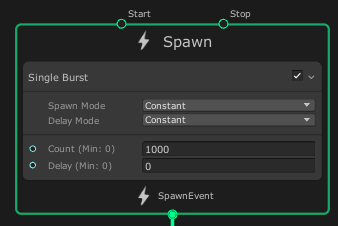 Start Stop
Spawn
Single Burst
Spawn Mode Constant
Delay Mode Constant
Count (Min: 0) 1000
Delay (Min: 0) 0
SpawnEvent